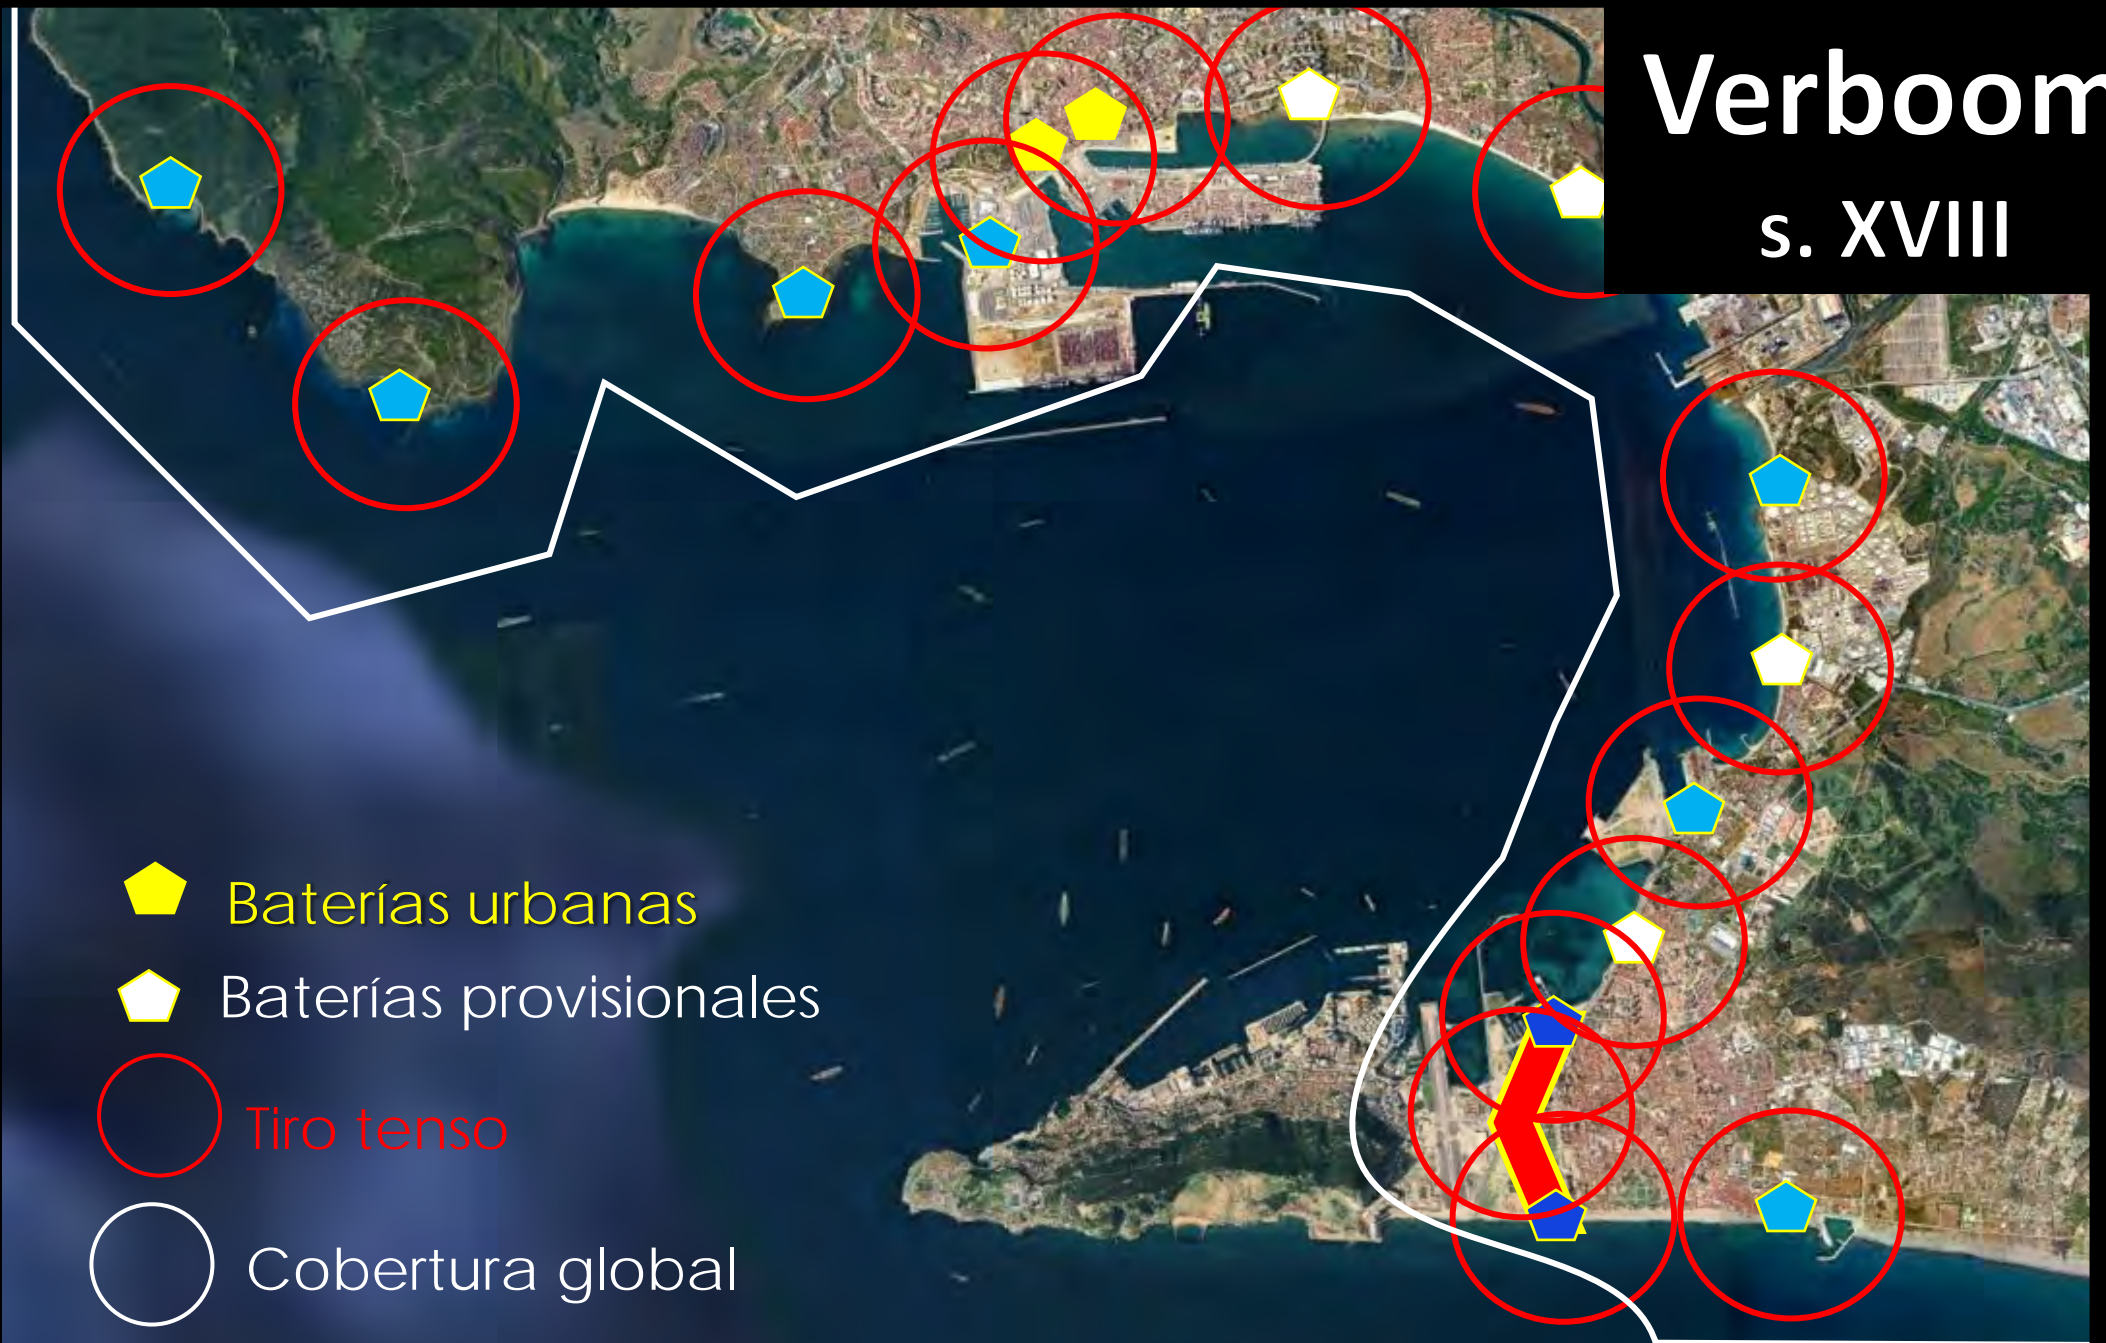 Verboom
s. XVIII
Baterías urbanas
Baterías provisionales
Tiro tenso
Cobertura global